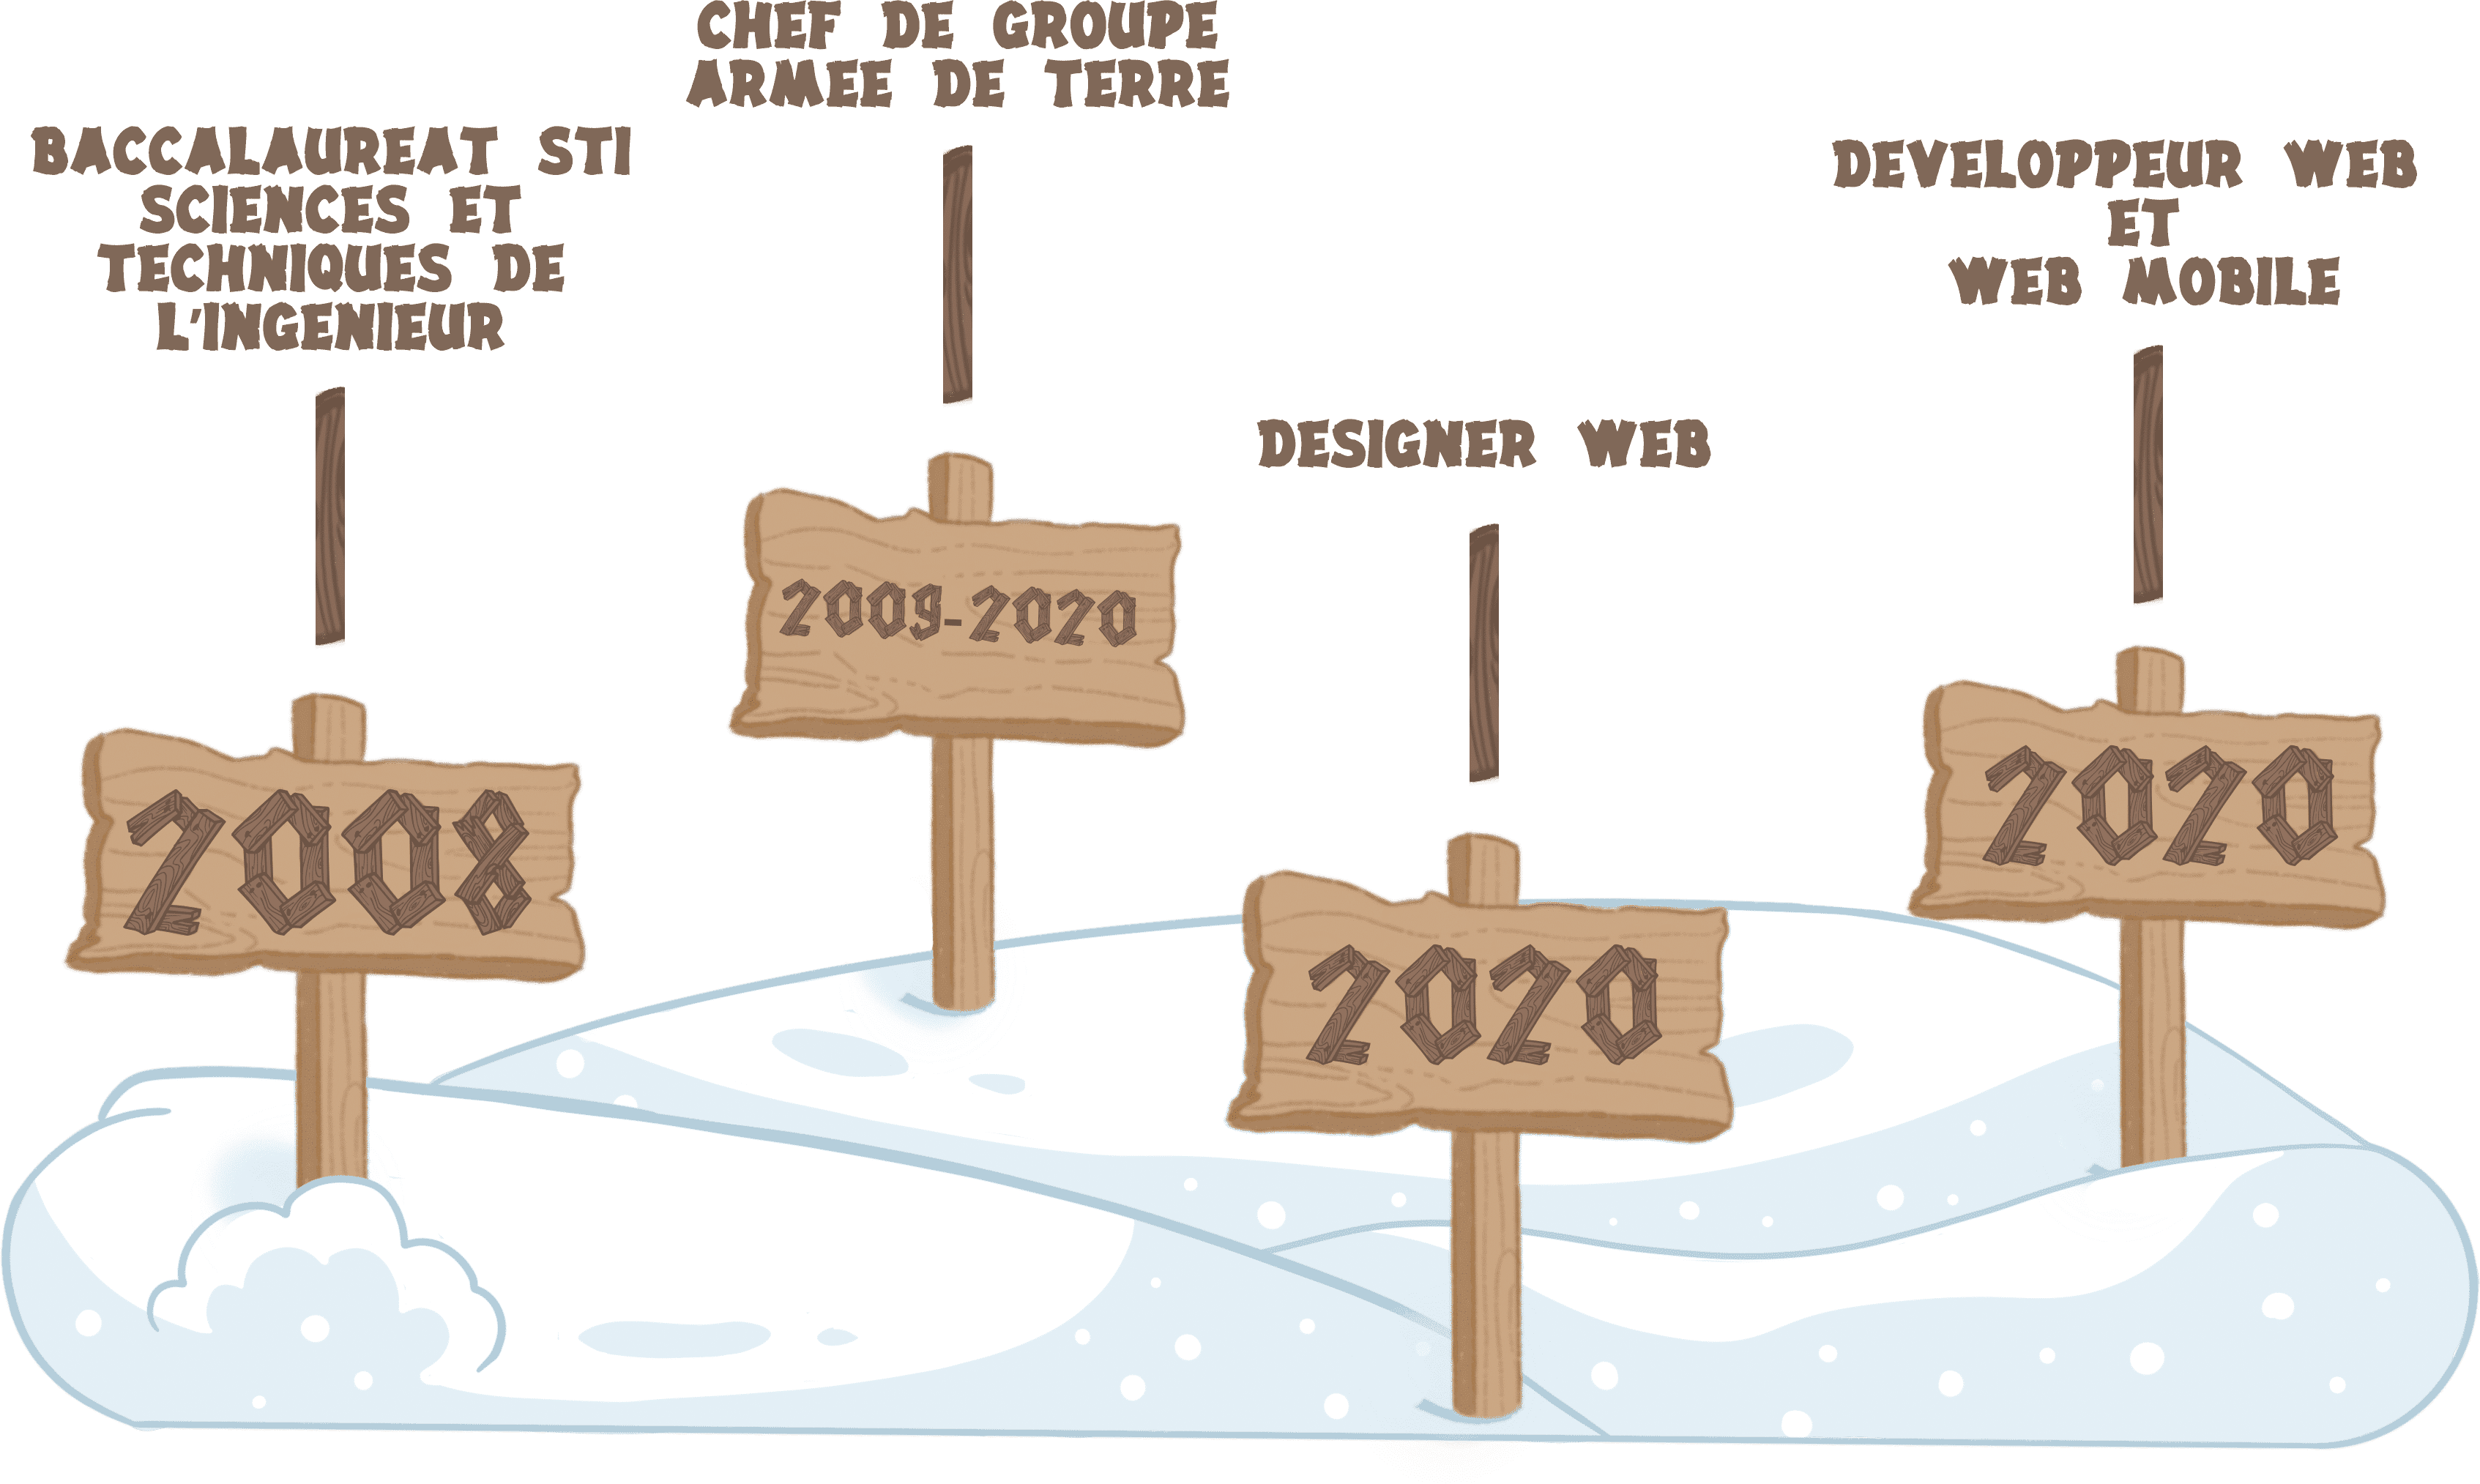 BACCALAUREAT STI
SCIENCES ET
TECHNIQUES DE
L'INGENIEUR
2008
CHEF DE GROUPE
ARMEE DE TERRE
2009-2020
DESIGNER WEB
2020
DEVELOPPEUR WEB
ET
WEB MOBILE
2020